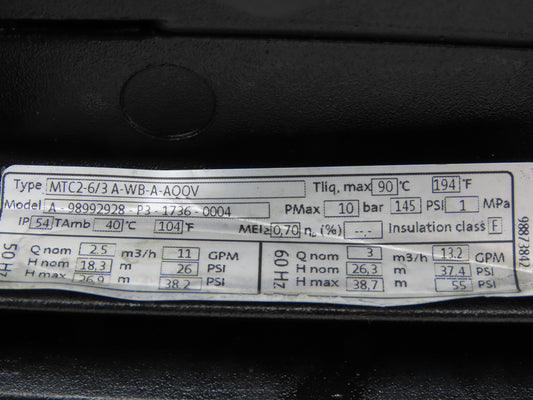 Type MTC2-6/3 A-WB-A-AQQV Tliq, max 90 °C 194 °F
Model A - 98992928 - P3 - 1736 - 0004 PMax 10 bar 145 PSI 1 MPa
IP 54 TAmb 40 °C 104 °F MEI≥ 0,70 ηp (%) --.- Insulation class F
50 Hz Q nom 2.5 m3/h 11 GPM 60 Hz Q nom 3 m3/h 13.2 GPM
H nom 18,3 m 26 PSI H nom 26,3 m 37.4 PSI
H max 26,9 m 38.2 PSI H max 38,7 m 55 PSI
98873842